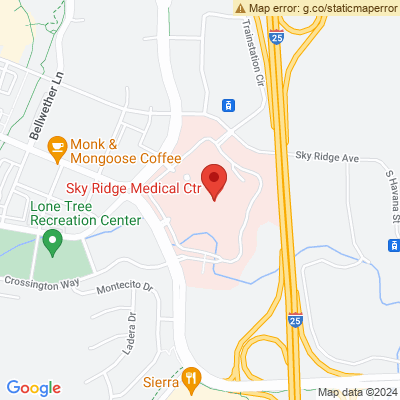 Map error: g.co/staticmaperror
Trainstation Cir
25
Bellwether Ln
Monk &
Mongoose Coffee
Sky Ridge Ave
S Havana St
Sky Ridge Medical Ctr
Lone Tree
Recreation Center
Crossington Way
Montecito Dr
Ladera Dr
25
Sierra
Google
Map data ©2024